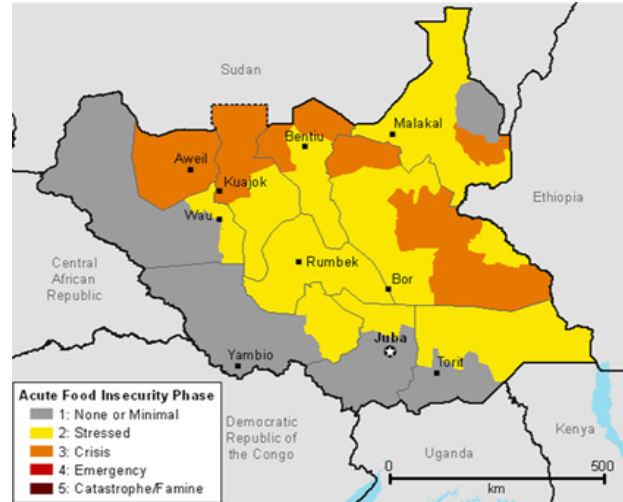 Sudan
Malakal
Bentiu
Aweil
Kuajok
Ethiopia
Wau
Central
African
Republic
Rumbek
Bor
Juba
Yambio
Torit
Acute Food Insecurity Phase
1: None or Minimal
2: Stressed
3: Crisis
4: Emergency
5: Catastrophe/Famine
Democratic
Republic of
the Congo
Uganda
Kenya
0
500
km